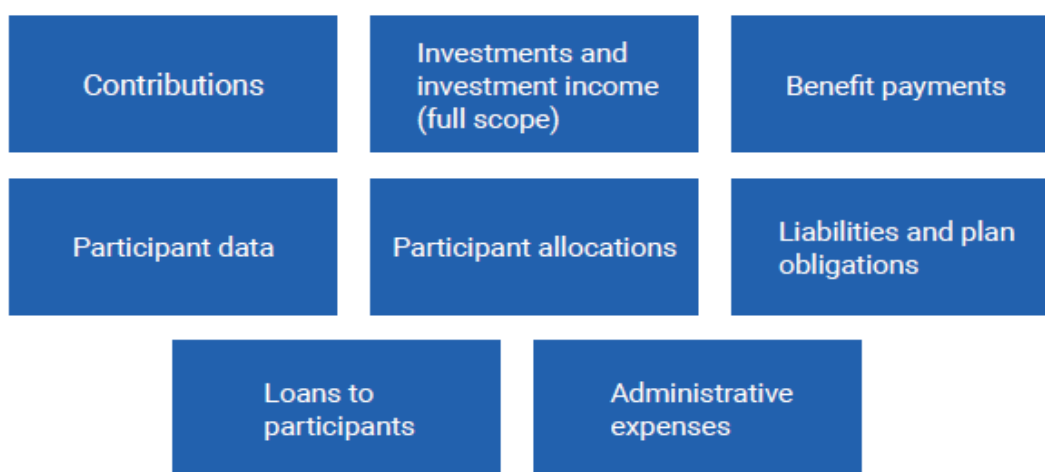 Contributions
Investments and
investment income
(full scope)
Benefit payments
Participant data
Participant allocations
Liabilities and plan
obligations
Loans to
participants
Administrative
expenses